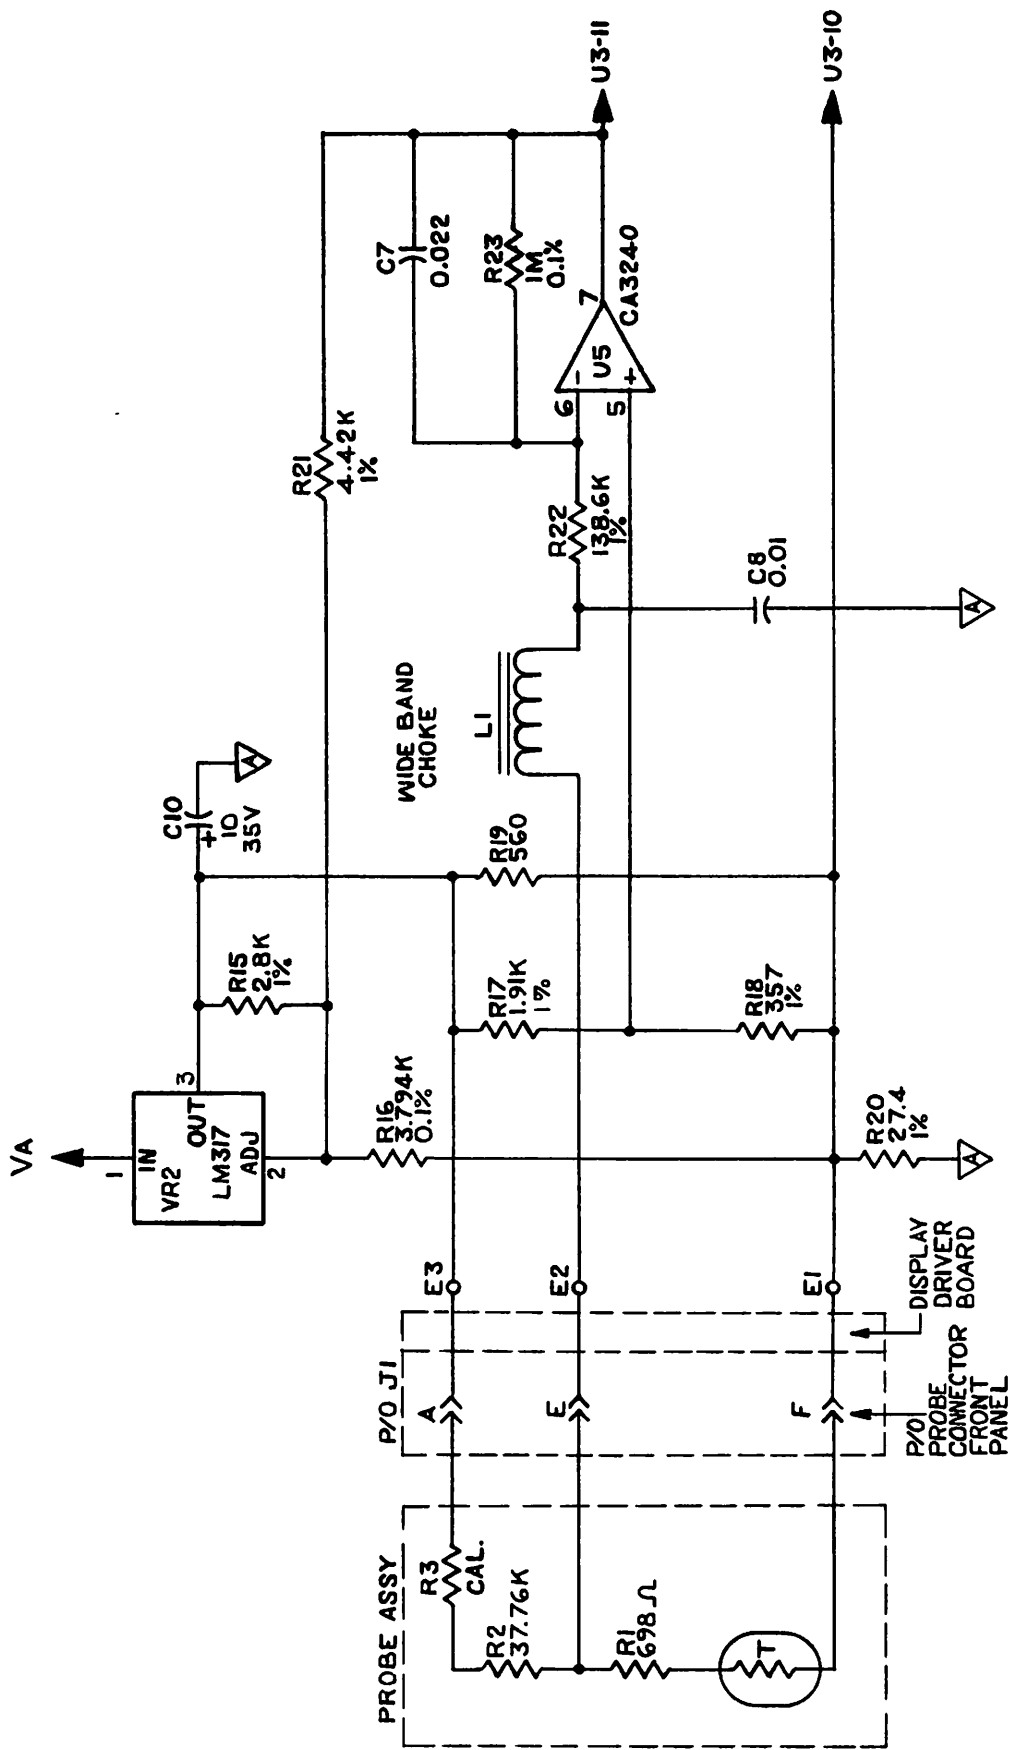 VA
1
IN
VR2
OUT
3
LM317
ADJ
2
R15
2.8K
1%
C10
+
10
35V
A
R21
4.42K
1%
C7
0.022
R23
1M
0.1%
U3-11
7
CA3240
U5
-
+
6
5
R22
138.6K
1%
WIDE BAND
CHOKE
L1
C8
0.01
A
U3-10
R16
3.794K
0.1%
R17
1.91K
1%
R19
560
R18
357
1%
R20
27.4
1%
A
E3
E2
E1
P/O J1
A
E
F
DISPLAY
DRIVER
BOARD
P/O
PROBE
CONNECTOR
FRONT
PANEL
PROBE ASSY
R3
CAL.
R2
37.76K
R1
698Ω
T